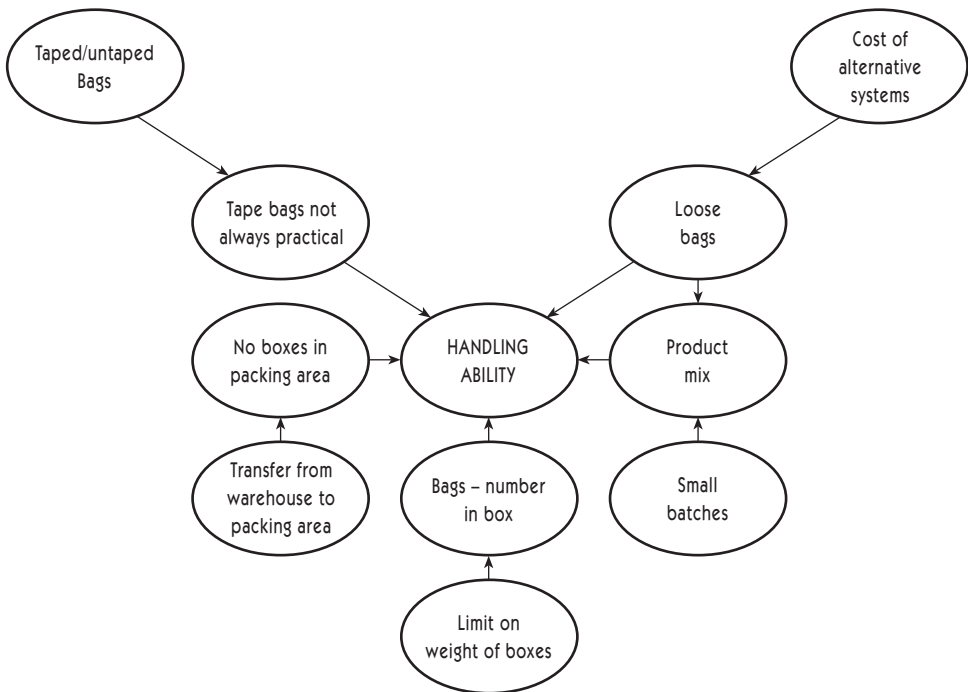 Taped/untaped
Bags
Cost of
alternative
systems
Tape bags not
always practical
Loose
bags
No boxes in
packing area
HANDLING
ABILITY
Product
mix
Transfer from
warehouse to
packing area
Bags – number
in box
Small
batches
Limit on
weight of boxes